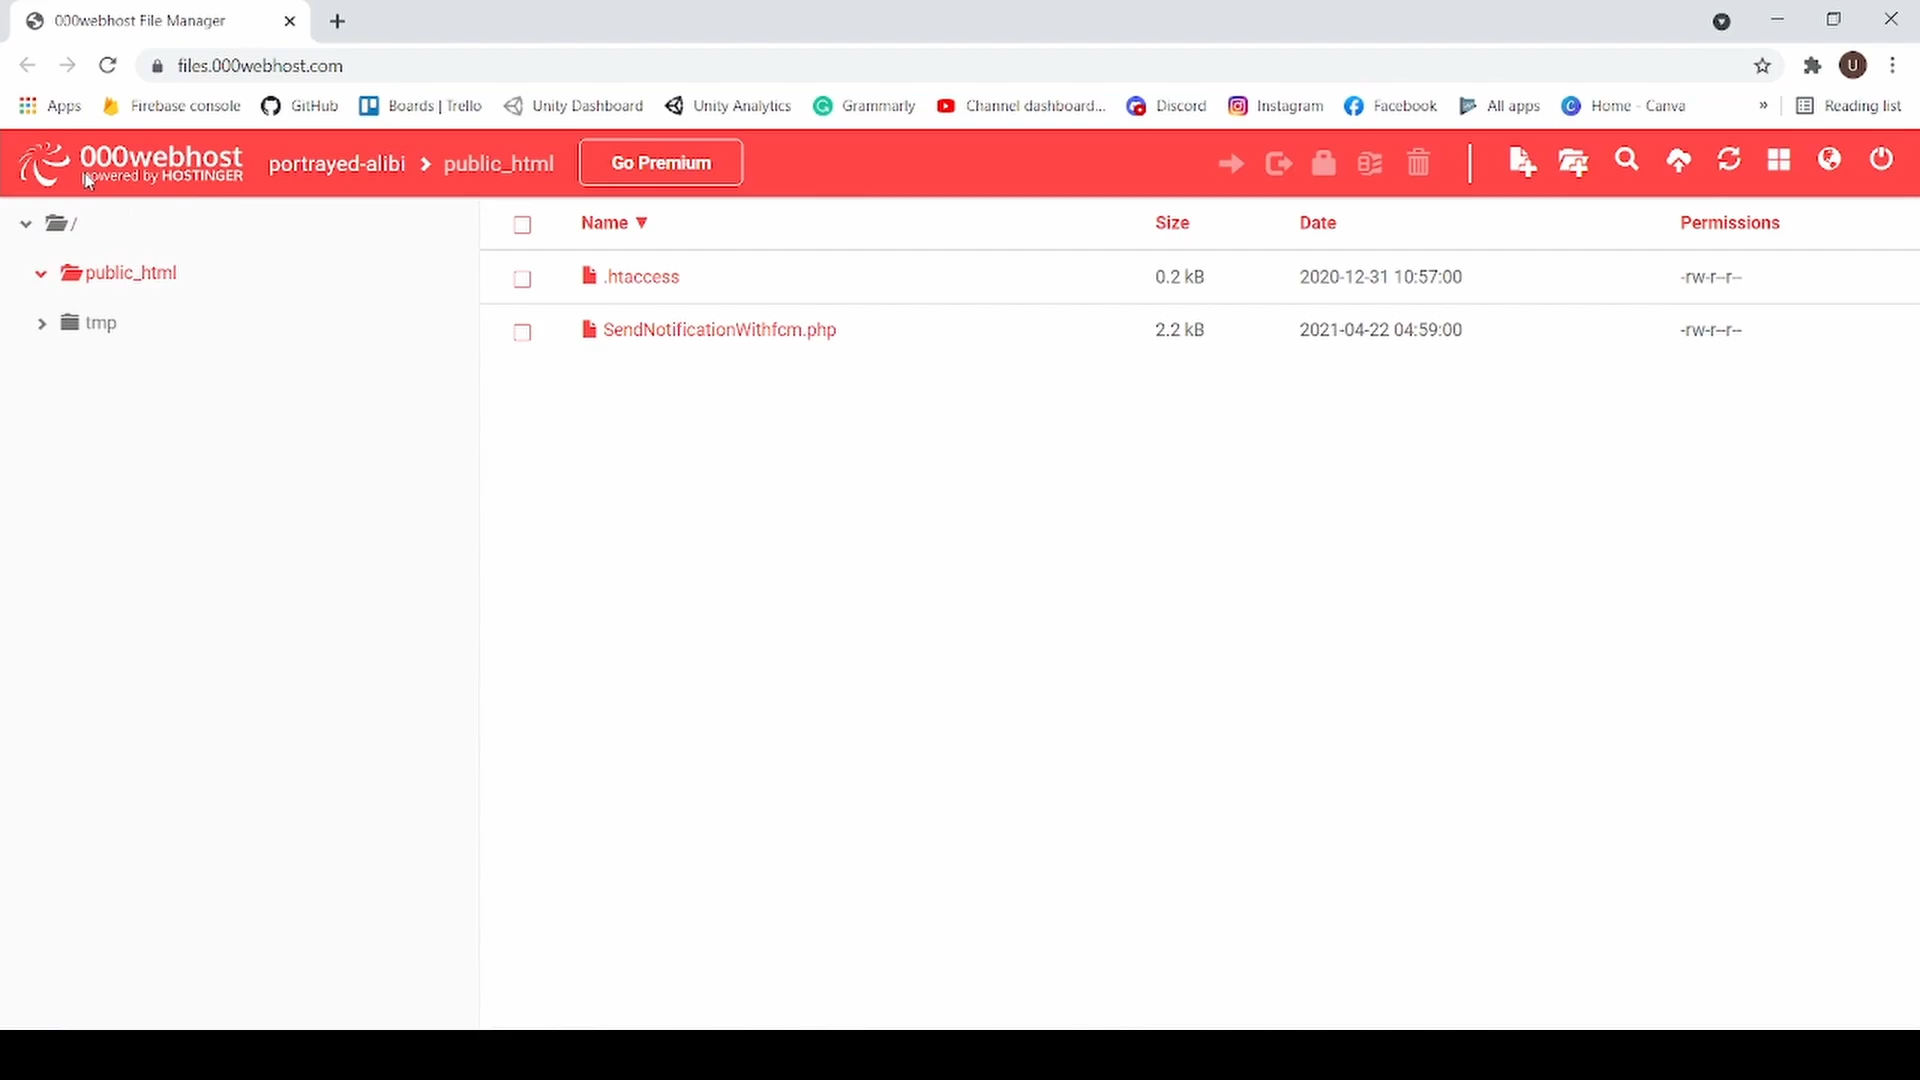 000webhost File Manager
files.000webhost.com
Apps Firebase console GitHub Boards | Trello Unity Dashboard Unity Analytics Grammarly Channel dashboard... Discord Instagram Facebook All apps Home - Canva » Reading list
000webhost
powered by HOSTINGER
portrayed-alibi > public_html Go Premium
/
public_html
tmp
Name ▼ Size Date Permissions
.htaccess 0.2 kB 2020-12-31 10:57:00 -rw-r--r--
SendNotificationWithfcm.php 2.2 kB 2021-04-22 04:59:00 -rw-r--r--
U